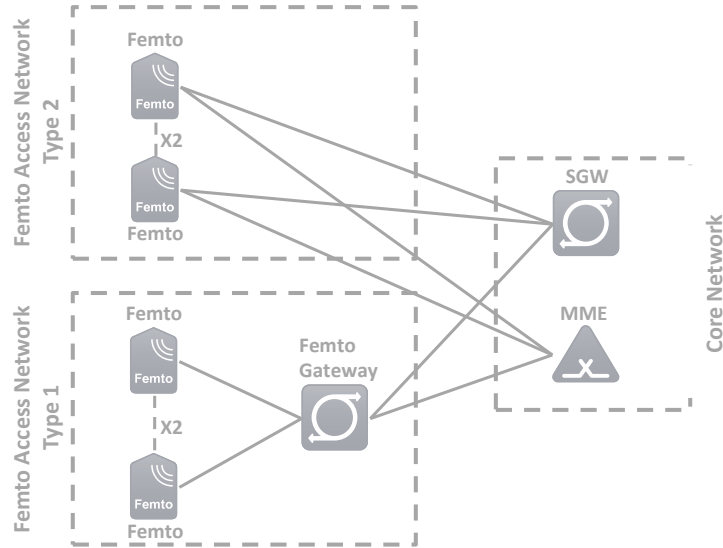 Femto Access Network
Type 2
Femto
Femto
X2
Femto
Femto
SGW
MME
Core Network
Femto Access Network
Type 1
Femto
Femto
X2
Femto
Femto
Femto
Gateway